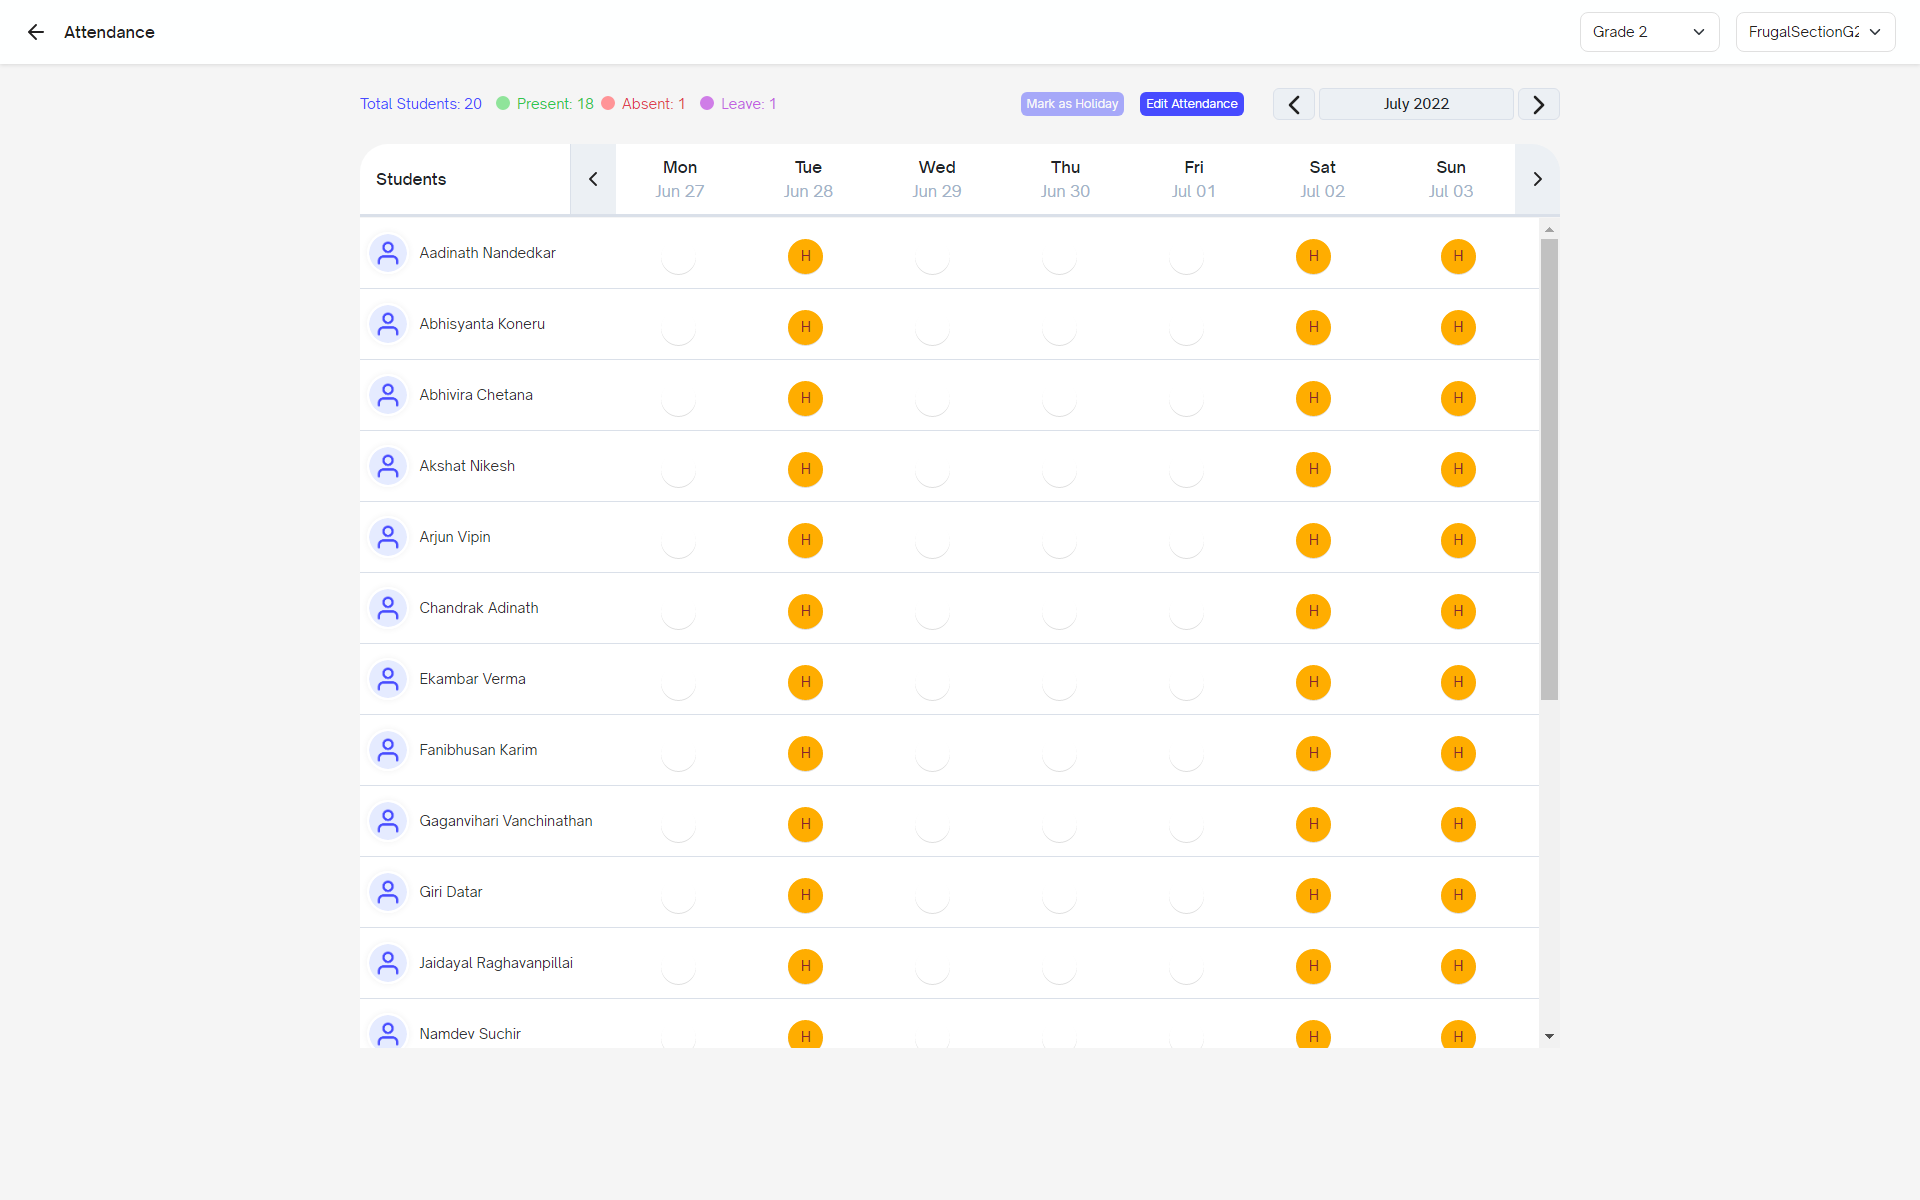 Attendance
Grade 2
FrugalSectionG2
Total Students: 20 Present: 18 Absent: 1 Leave: 1
Mark as Holiday
Edit Attendance
July 2022
Students
Mon Tue Wed Thu Fri Sat Sun
Jun 27 Jun 28 Jun 29 Jun 30 Jul 01 Jul 02 Jul 03
Aadinath Nandedkar H H H
Abhisyanta Koneru H H H
Abhivira Chetana H H H
Akshat Nikesh H H H
Arjun Vipin H H H
Chandrak Adinath H H H
Ekambar Verma H H H
Fanibhusan Karim H H H
Gaganvihari Vanchinathan H H H
Giri Datar H H H
Jaidayal Raghavanpillai H H H
Namdev Suchir H H H